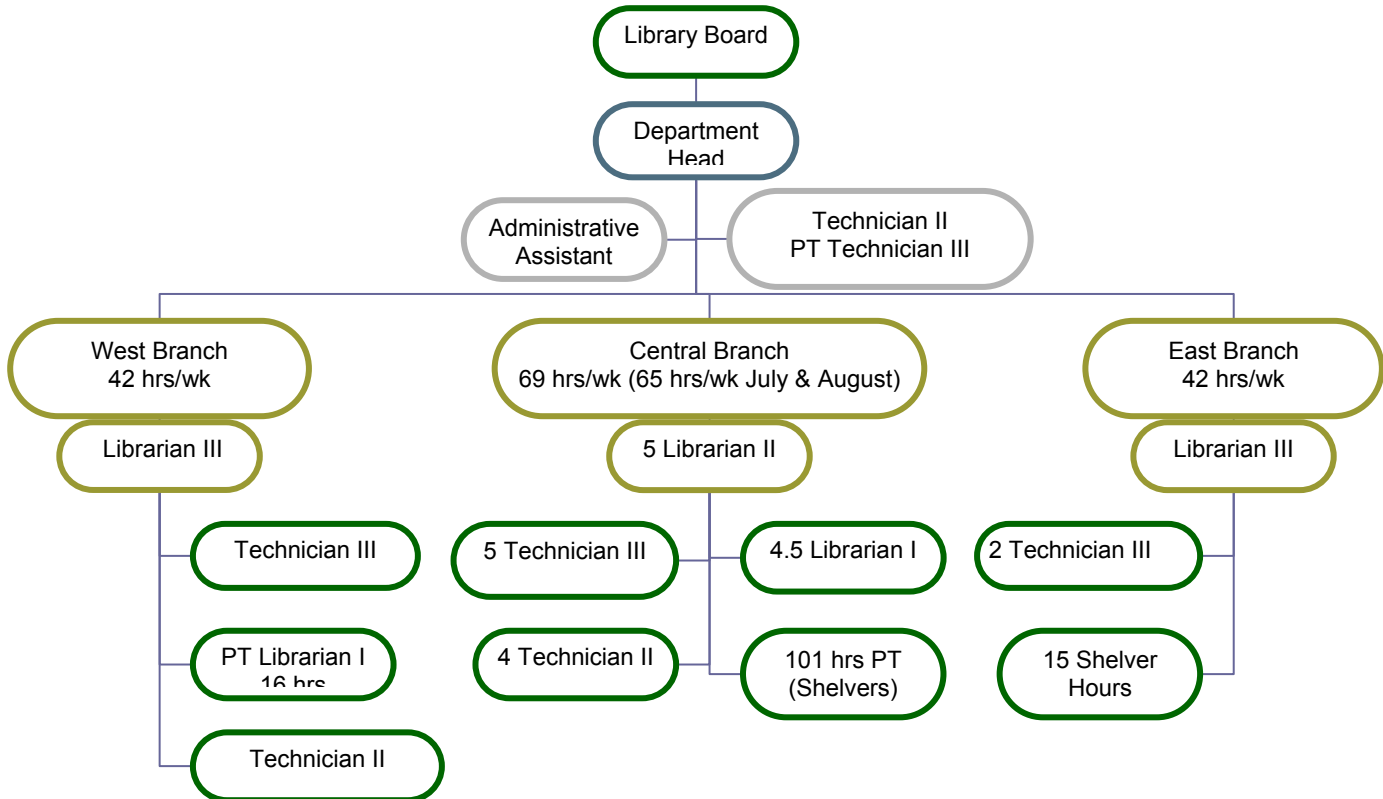 Library Board
Department
Head
Administrative
Assistant
Technician II
PT Technician III
West Branch
42 hrs/wk
Central Branch
69 hrs/wk (65 hrs/wk July & August)
East Branch
42 hrs/wk
Librarian III
5 Librarian II
Librarian III
Technician III
5 Technician III
4.5 Librarian I
2 Technician III
PT Librarian I
16 hrs
4 Technician II
101 hrs PT
(Shelvers)
15 Shelver
Hours
Technician II